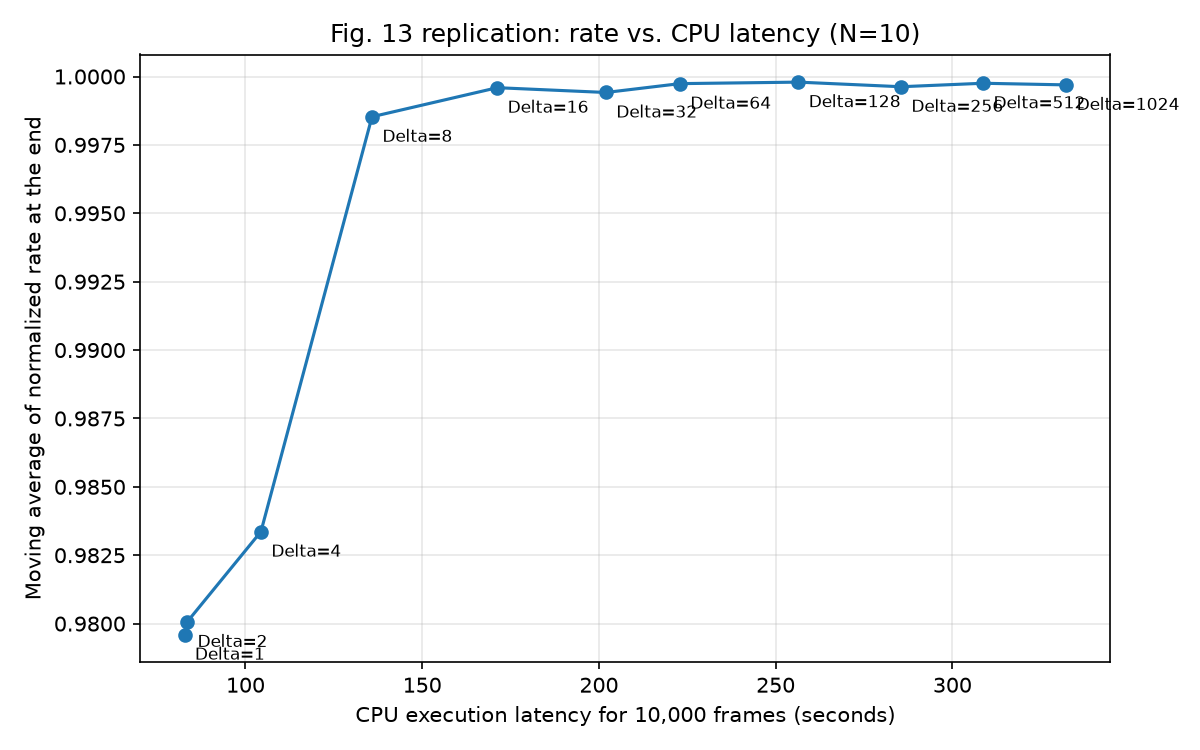 Fig. 13 replication: rate vs. CPU latency (N=10)
Moving average of normalized rate at the end
1.0000
0.9975
0.9950
0.9925
0.9900
0.9875
0.9850
0.9825
0.9800
Delta=1
Delta=2
Delta=4
Delta=8
Delta=16
Delta=32
Delta=64
Delta=128
Delta=256
Delta=512
Delta=1024
100 150 200 250 300
CPU execution latency for 10,000 frames (seconds)